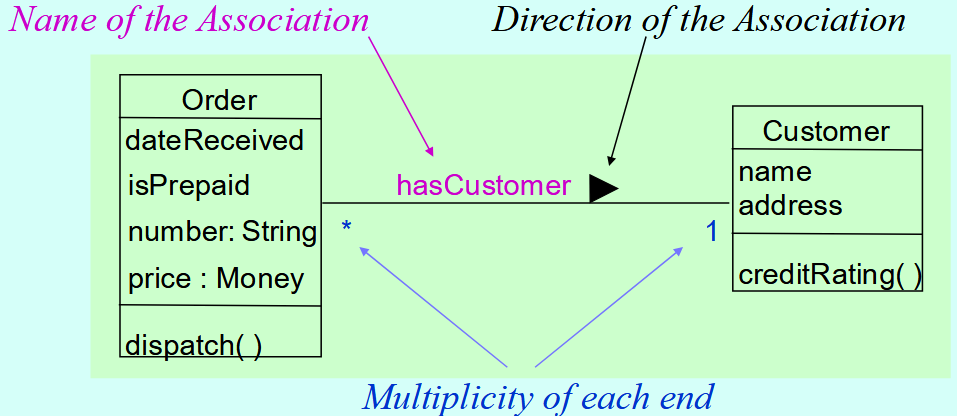 Name of the Association
Direction of the Association
Order
dateReceived
isPrepaid
number: String
price : Money
dispatch( )
hasCustomer
*
1
Customer
name
address
creditRating( )
Multiplicity of each end